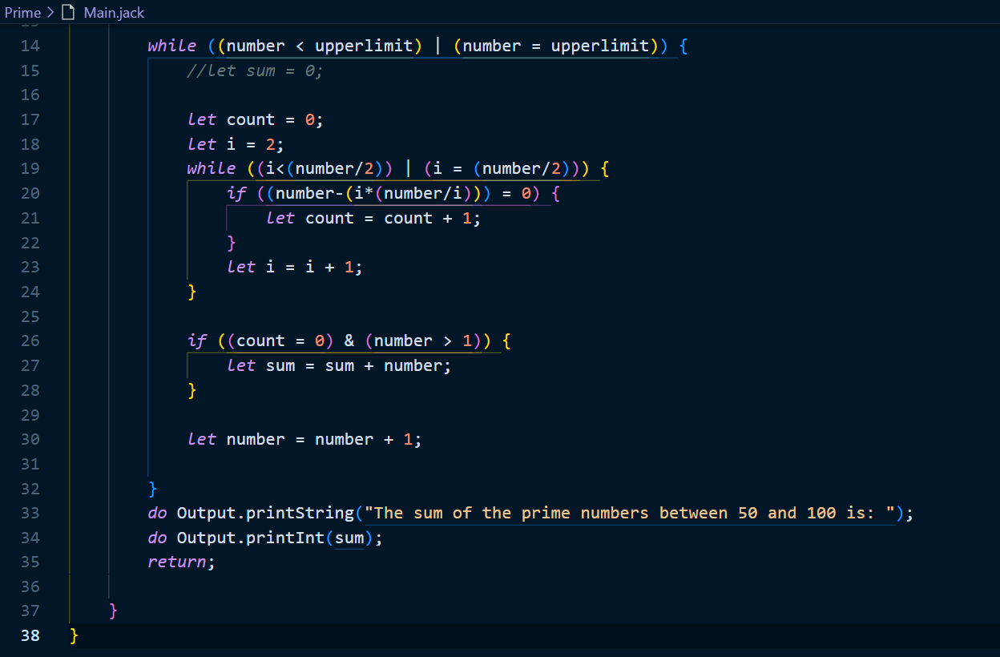 Prime > Main.jack
14 while ((number < upperlimit) | (number = upperlimit)) {
15 //let sum = 0;
16
17 let count = 0;
18 let i = 2;
19 while ((i<(number/2)) | (i = (number/2))) {
20 if ((number-(i*(number/i))) = 0) {
21 let count = count + 1;
22 }
23 let i = i + 1;
24 }
25
26 if ((count = 0) & (number > 1)) {
27 let sum = sum + number;
28 }
29
30 let number = number + 1;
31
32 }
33 do Output.printString("The sum of the prime numbers between 50 and 100 is: ");
34 do Output.printInt(sum);
35 return;
36
37 }
38 }